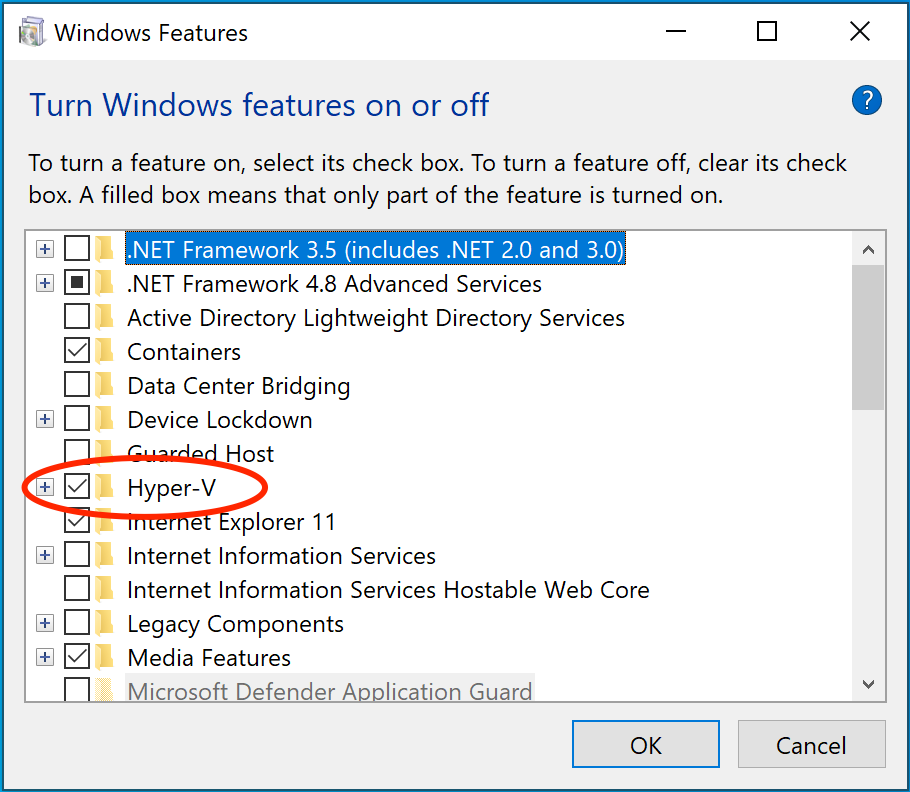 Windows Features
Turn Windows features on or off
?
To turn a feature on, select its check box. To turn a feature off, clear its check
box. A filled box means that only part of the feature is turned on.
.NET Framework 3.5 (includes .NET 2.0 and 3.0)
.NET Framework 4.8 Advanced Services
Active Directory Lightweight Directory Services
Containers
Data Center Bridging
Device Lockdown
Guarded Host
Hyper-V
Internet Explorer 11
Internet Information Services
Internet Information Services Hostable Web Core
Legacy Components
Media Features
Microsoft Defender Application Guard
OK
Cancel